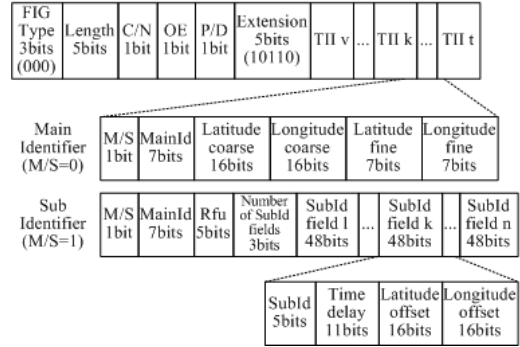 FIG
Type
3bits
(000)
Length
5bits
C/N
1bit
OE
1bit
P/D
1bit
Extension
5bits
(10110)
TII v
...
TII k
...
TII t
Main
Identifier
(M/S=0)
M/S
1bit
MainId
7bits
Latitude
coarse
16bits
Longitude
coarse
16bits
Latitude
fine
7bits
Longitude
fine
7bits
Sub
Identifier
(M/S=1)
M/S
1bit
MainId
7bits
Rfu
5bits
Number
of SubId
fields
3bits
SubId
field l
48bits
...
SubId
field k
48bits
...
SubId
field n
48bits
SubId
5bits
Time
delay
11bits
Latitude
offset
16bits
Longitude
offset
16bits